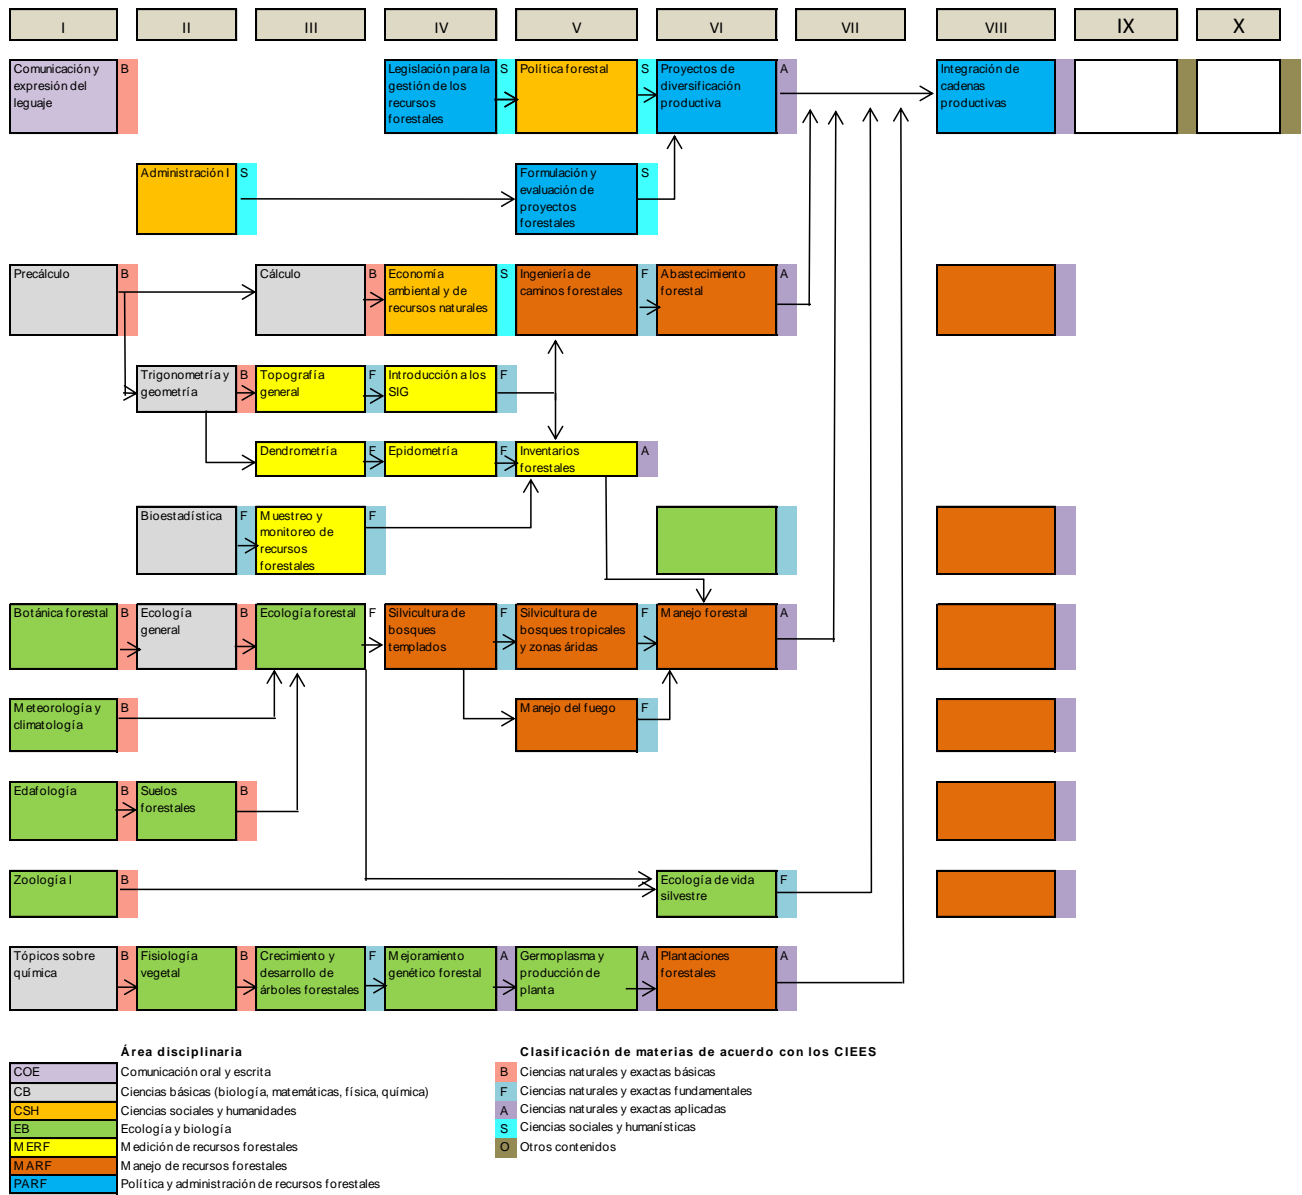 I II III IV V VI VII VIII IX X
Comunicación y
expresión del
leguaje
B
Legislación para la
gestión de los
recursos
forestales
S
Política forestal
S
Proyectos de
diversificación
productiva
A
Integración de
cadenas
productivas
Administración I
S
Formulación y
evaluación de
proyectos
forestales
S
Precálculo
B
Cálculo
B
Economía
ambiental y de
recursos naturales
S
Ingeniería de
caminos forestales
F
Abastecimiento
forestal
A
Trigonometría y
geometría
B
Topografía
general
F
Introducción a los
SIG
F
Dendrometría
F
Epidometría
F
Inventarios
forestales
A
Bioestadística
F
Muestreo y
monitoreo de
recursos
forestales
F
Botánica forestal
B
Ecología
general
B
Ecología forestal
F
Silvicultura de
bosques
templados
F
Silvicultura de
bosques tropicales
y zonas áridas
F
Manejo forestal
A
Meteorología y
climatología
B
Manejo del fuego
F
Edafología
B
Suelos
forestales
B
Zoología I
B
Ecología de vida
silvestre
F
Tópicos sobre
química
B
Fisiología
vegetal
B
Crecimiento y
desarrollo de
árboles forestales
F
Mejoramiento
genético forestal
A
Germoplasma y
producción de
planta
A
Plantaciones
forestales
A
Área disciplinaria
COE Comunicación oral y escrita
CB Ciencias básicas (biología, matemáticas, física, química)
CSH Ciencias sociales y humanidades
EB Ecología y biología
MERF Medición de recursos forestales
MARF Manejo de recursos forestales
PARF Política y administración de recursos forestales
Clasificación de materias de acuerdo con los CIEES
B Ciencias naturales y exactas básicas
F Ciencias naturales y exactas fundamentales
A Ciencias naturales y exactas aplicadas
S Ciencias sociales y humanísticas
O Otros contenidos